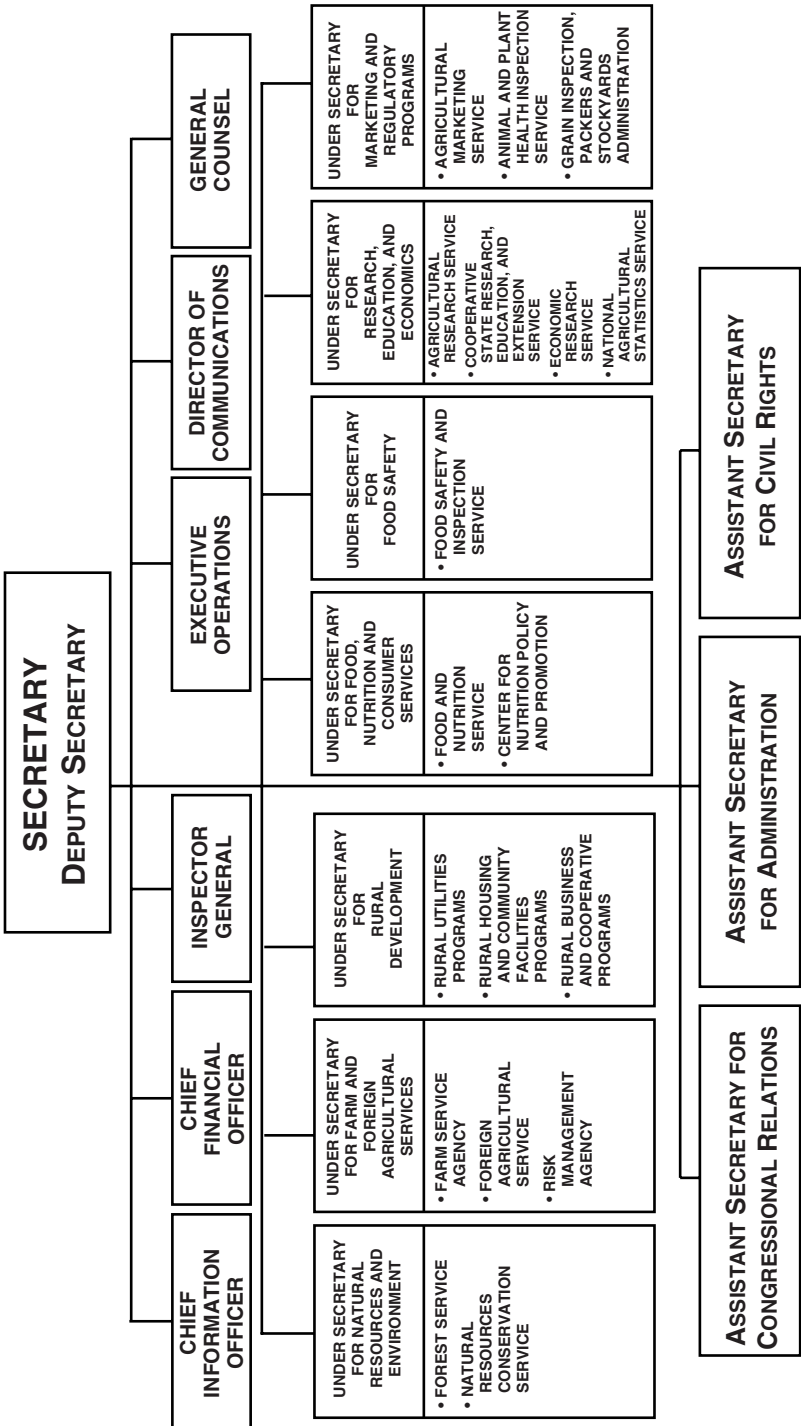 SECRETARY
DEPUTY SECRETARY
CHIEF
INFORMATION
OFFICER
CHIEF
FINANCIAL
OFFICER
INSPECTOR
GENERAL
EXECUTIVE
OPERATIONS
DIRECTOR OF
COMMUNICATIONS
GENERAL
COUNSEL
UNDER SECRETARY
FOR NATURAL
RESOURCES AND
ENVIRONMENT
• FOREST SERVICE
• NATURAL
RESOURCES
CONSERVATION
SERVICE
UNDER SECRETARY
FOR FARM AND
FOREIGN
AGRICULTURAL
SERVICES
• FARM SERVICE
AGENCY
• FOREIGN
AGRICULTURAL
SERVICE
• RISK
MANAGEMENT
AGENCY
UNDER SECRETARY
FOR
RURAL
DEVELOPMENT
• RURAL UTILITIES
PROGRAMS
• RURAL HOUSING
AND COMMUNITY
FACILITIES
PROGRAMS
• RURAL BUSINESS
AND COOPERATIVE
PROGRAMS
UNDER SECRETARY
FOR FOOD,
NUTRITION AND
CONSUMER
SERVICES
• FOOD AND
NUTRITION
SERVICE
• CENTER FOR
NUTRITION POLICY
AND PROMOTION
UNDER SECRETARY
FOR
FOOD SAFETY
• FOOD SAFETY AND
INSPECTION
SERVICE
UNDER SECRETARY
FOR
RESEARCH,
EDUCATION, AND
ECONOMICS
• AGRICULTURAL
RESEARCH SERVICE
• COOPERATIVE
STATE RESEARCH,
EDUCATION, AND
EXTENSION
SERVICE
• ECONOMIC
RESEARCH
SERVICE
• NATIONAL
AGRICULTURAL
STATISTICS SERVICE
UNDER SECRETARY
FOR
MARKETING AND
REGULATORY
PROGRAMS
• AGRICULTURAL
MARKETING
SERVICE
• ANIMAL AND PLANT
HEALTH INSPECTION
SERVICE
• GRAIN INSPECTION,
PACKERS AND
STOCKYARDS
ADMINISTRATION
ASSISTANT SECRETARY FOR
CONGRESSIONAL RELATIONS
ASSISTANT SECRETARY
FOR ADMINISTRATION
ASSISTANT SECRETARY
FOR CIVIL RIGHTS